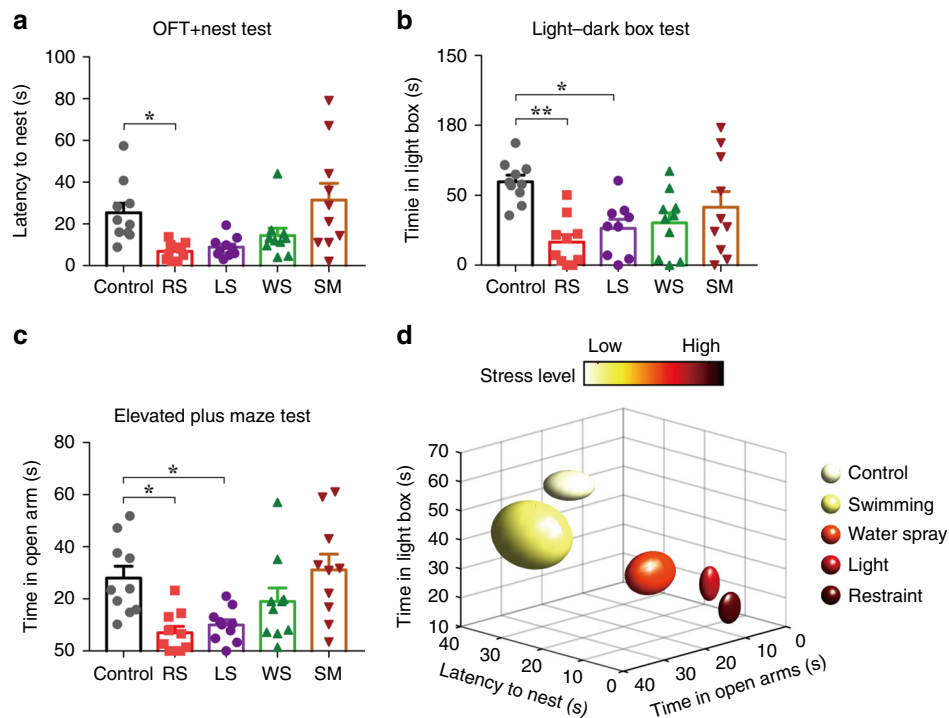 a
OFT+nest test
Latency to nest (s)
100
80
60
40
20
0
*
Control RS LS WS SM
b
Light–dark box test
Timie in light box (s)
150
180
50
0
*
**
Control RS LS WS SM
c
Elevated plus maze test
Time in open arm (s)
80
60
40
20
50
*
*
Control RS LS WS SM
d
Low High
Stress level
Time in light box (s)
70
60
50
40
30
20
10
40 30 20 10 0
Latency to nest (s)
40 30 20 10 0
Time in open arms (s)
Control
Swimming
Water spray
Light
Restraint